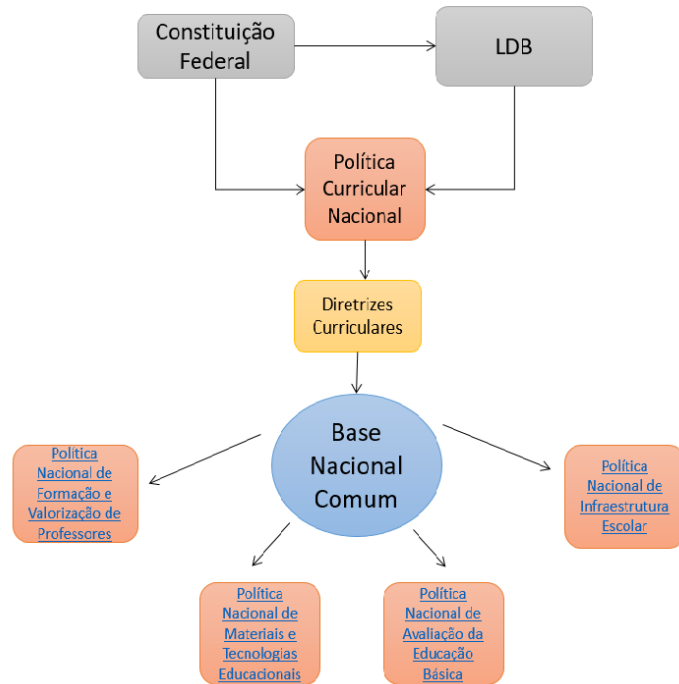 Constituição
Federal
LDB
Política
Curricular
Nacional
Diretrizes
Curriculares
Base
Nacional
Comum
Política
Nacional de
Formação e
Valorização de
Professores
Política
Nacional de
Infraestrutura
Escolar
Política
Nacional de
Materiais e
Tecnologias
Educacionais
Política
Nacional de
Avaliação da
Educação
Básica